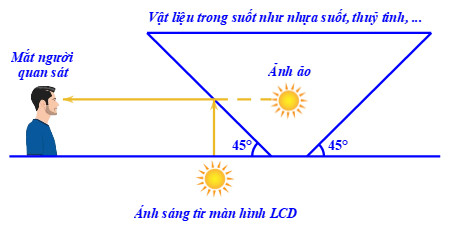 Vật liệu trong suốt như nhựa suốt, thuỷ tinh, ...
Mắt người
quan sát
Ảnh ảo
45°
45°
Ánh sáng từ màn hình LCD